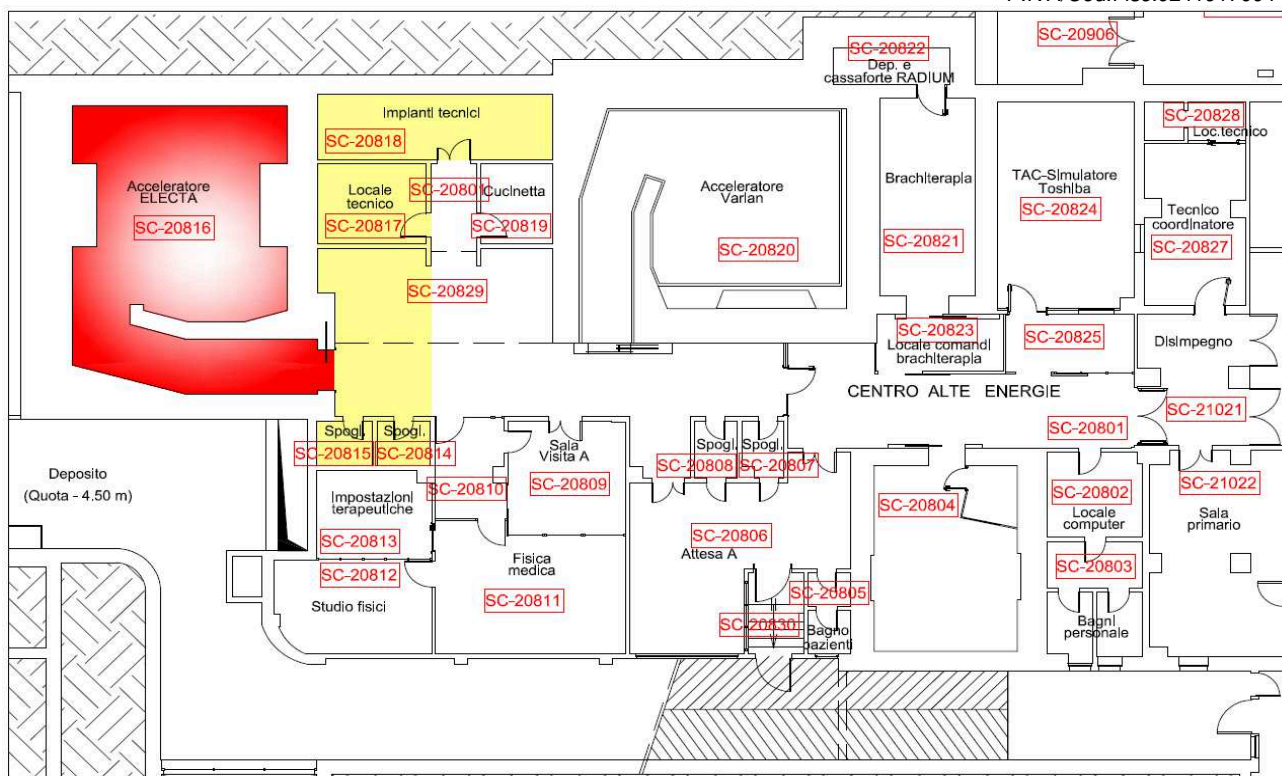 SC-20906
SC-20822
Dep. e
cassaforte RADIUM
Impianti tecnici
SC-20818
SC-20828
Loc.tecnico
Acceleratore
ELECTA
SC-20816
Locale
tecnico
SC-20817
SC-20801
Cucinetta
SC-20819
Acceleratore
Varian
SC-20820
Brachiterapia
SC-20821
TAC-Simulatore
Toshiba
SC-20824
Tecnico
coordinatore
SC-20827
SC-20829
SC-20823
Locale comandi
brachiterapia
SC-20825
Disimpegno
CENTRO ALTE ENERGIE
SC-20801
SC-21021
Spogl.
SC-20815
Spogl.
SC-20814
Sala
Visita A
SC-20809
Spogl.
SC-20808
Spogl.
SC-20807
Deposito
(Quota - 4.50 m)
SC-20810
Impostazioni
terapeutiche
SC-20813
SC-20812
Studio fisici
Fisica
medica
SC-20811
SC-20806
Attesa A
SC-20804
SC-20802
Locale
computer
SC-20803
SC-21022
Sala
primario
SC-20805
SC-20830
Bagno
pazienti
Bagni
personale